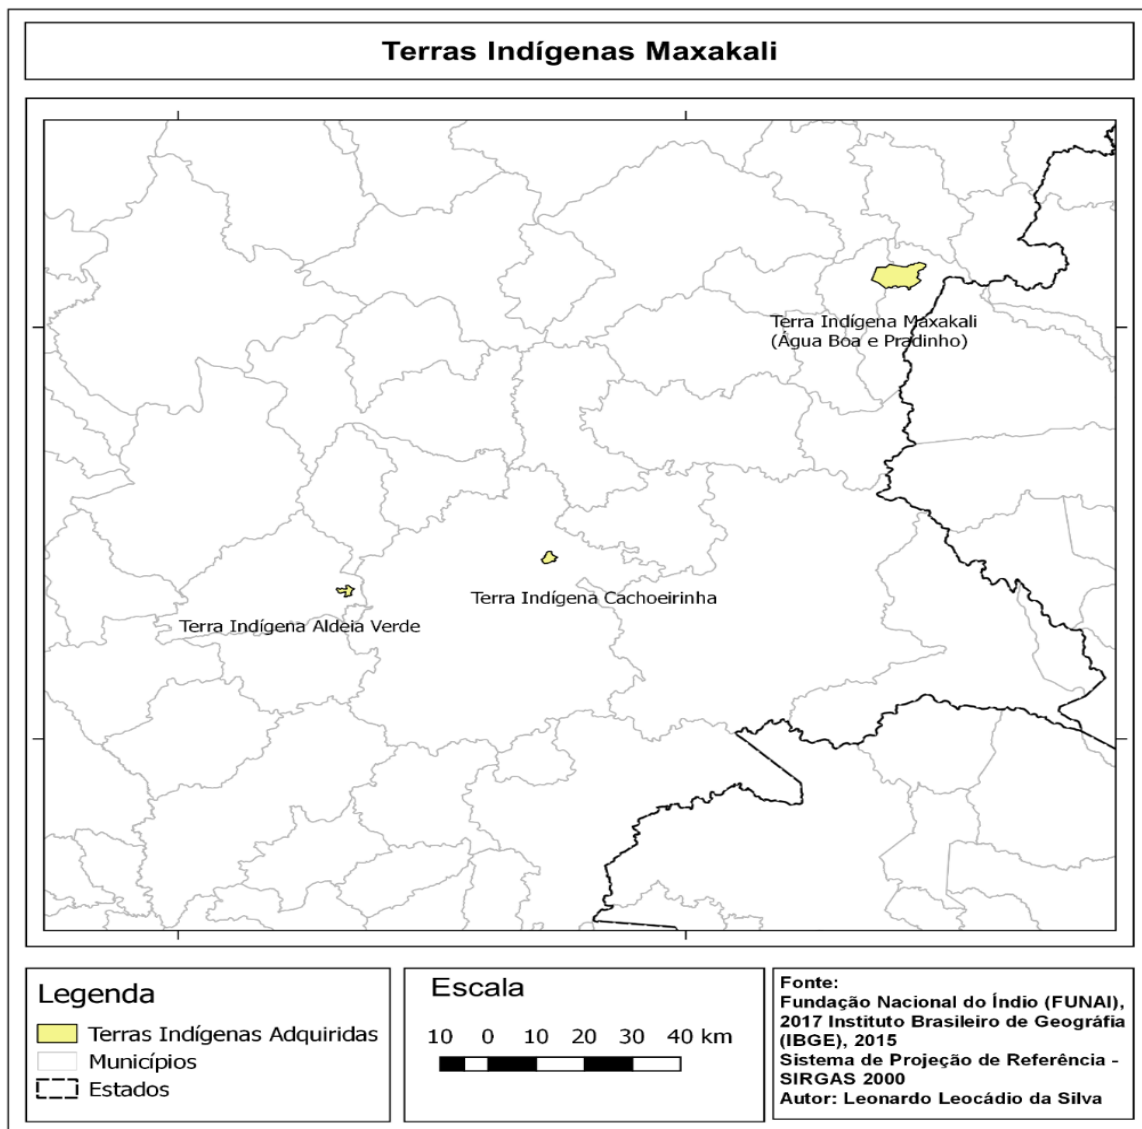 Terras Indígenas Maxakali
Terra Indígena Maxakali
(Água Boa e Pradinho)
Terra Indígena Cachoeirinha
Terra Indígena Aldeia Verde
Legenda
Terras Indígenas Adquiridas
Municípios
Estados
Escala
10 0 10 20 30 40 km
Fonte:
Fundação Nacional do Índio (FUNAI),
2017 Instituto Brasileiro de Geográfia
(IBGE), 2015
Sistema de Projeção de Referência -
SIRGAS 2000
Autor: Leonardo Leocádio da Silva